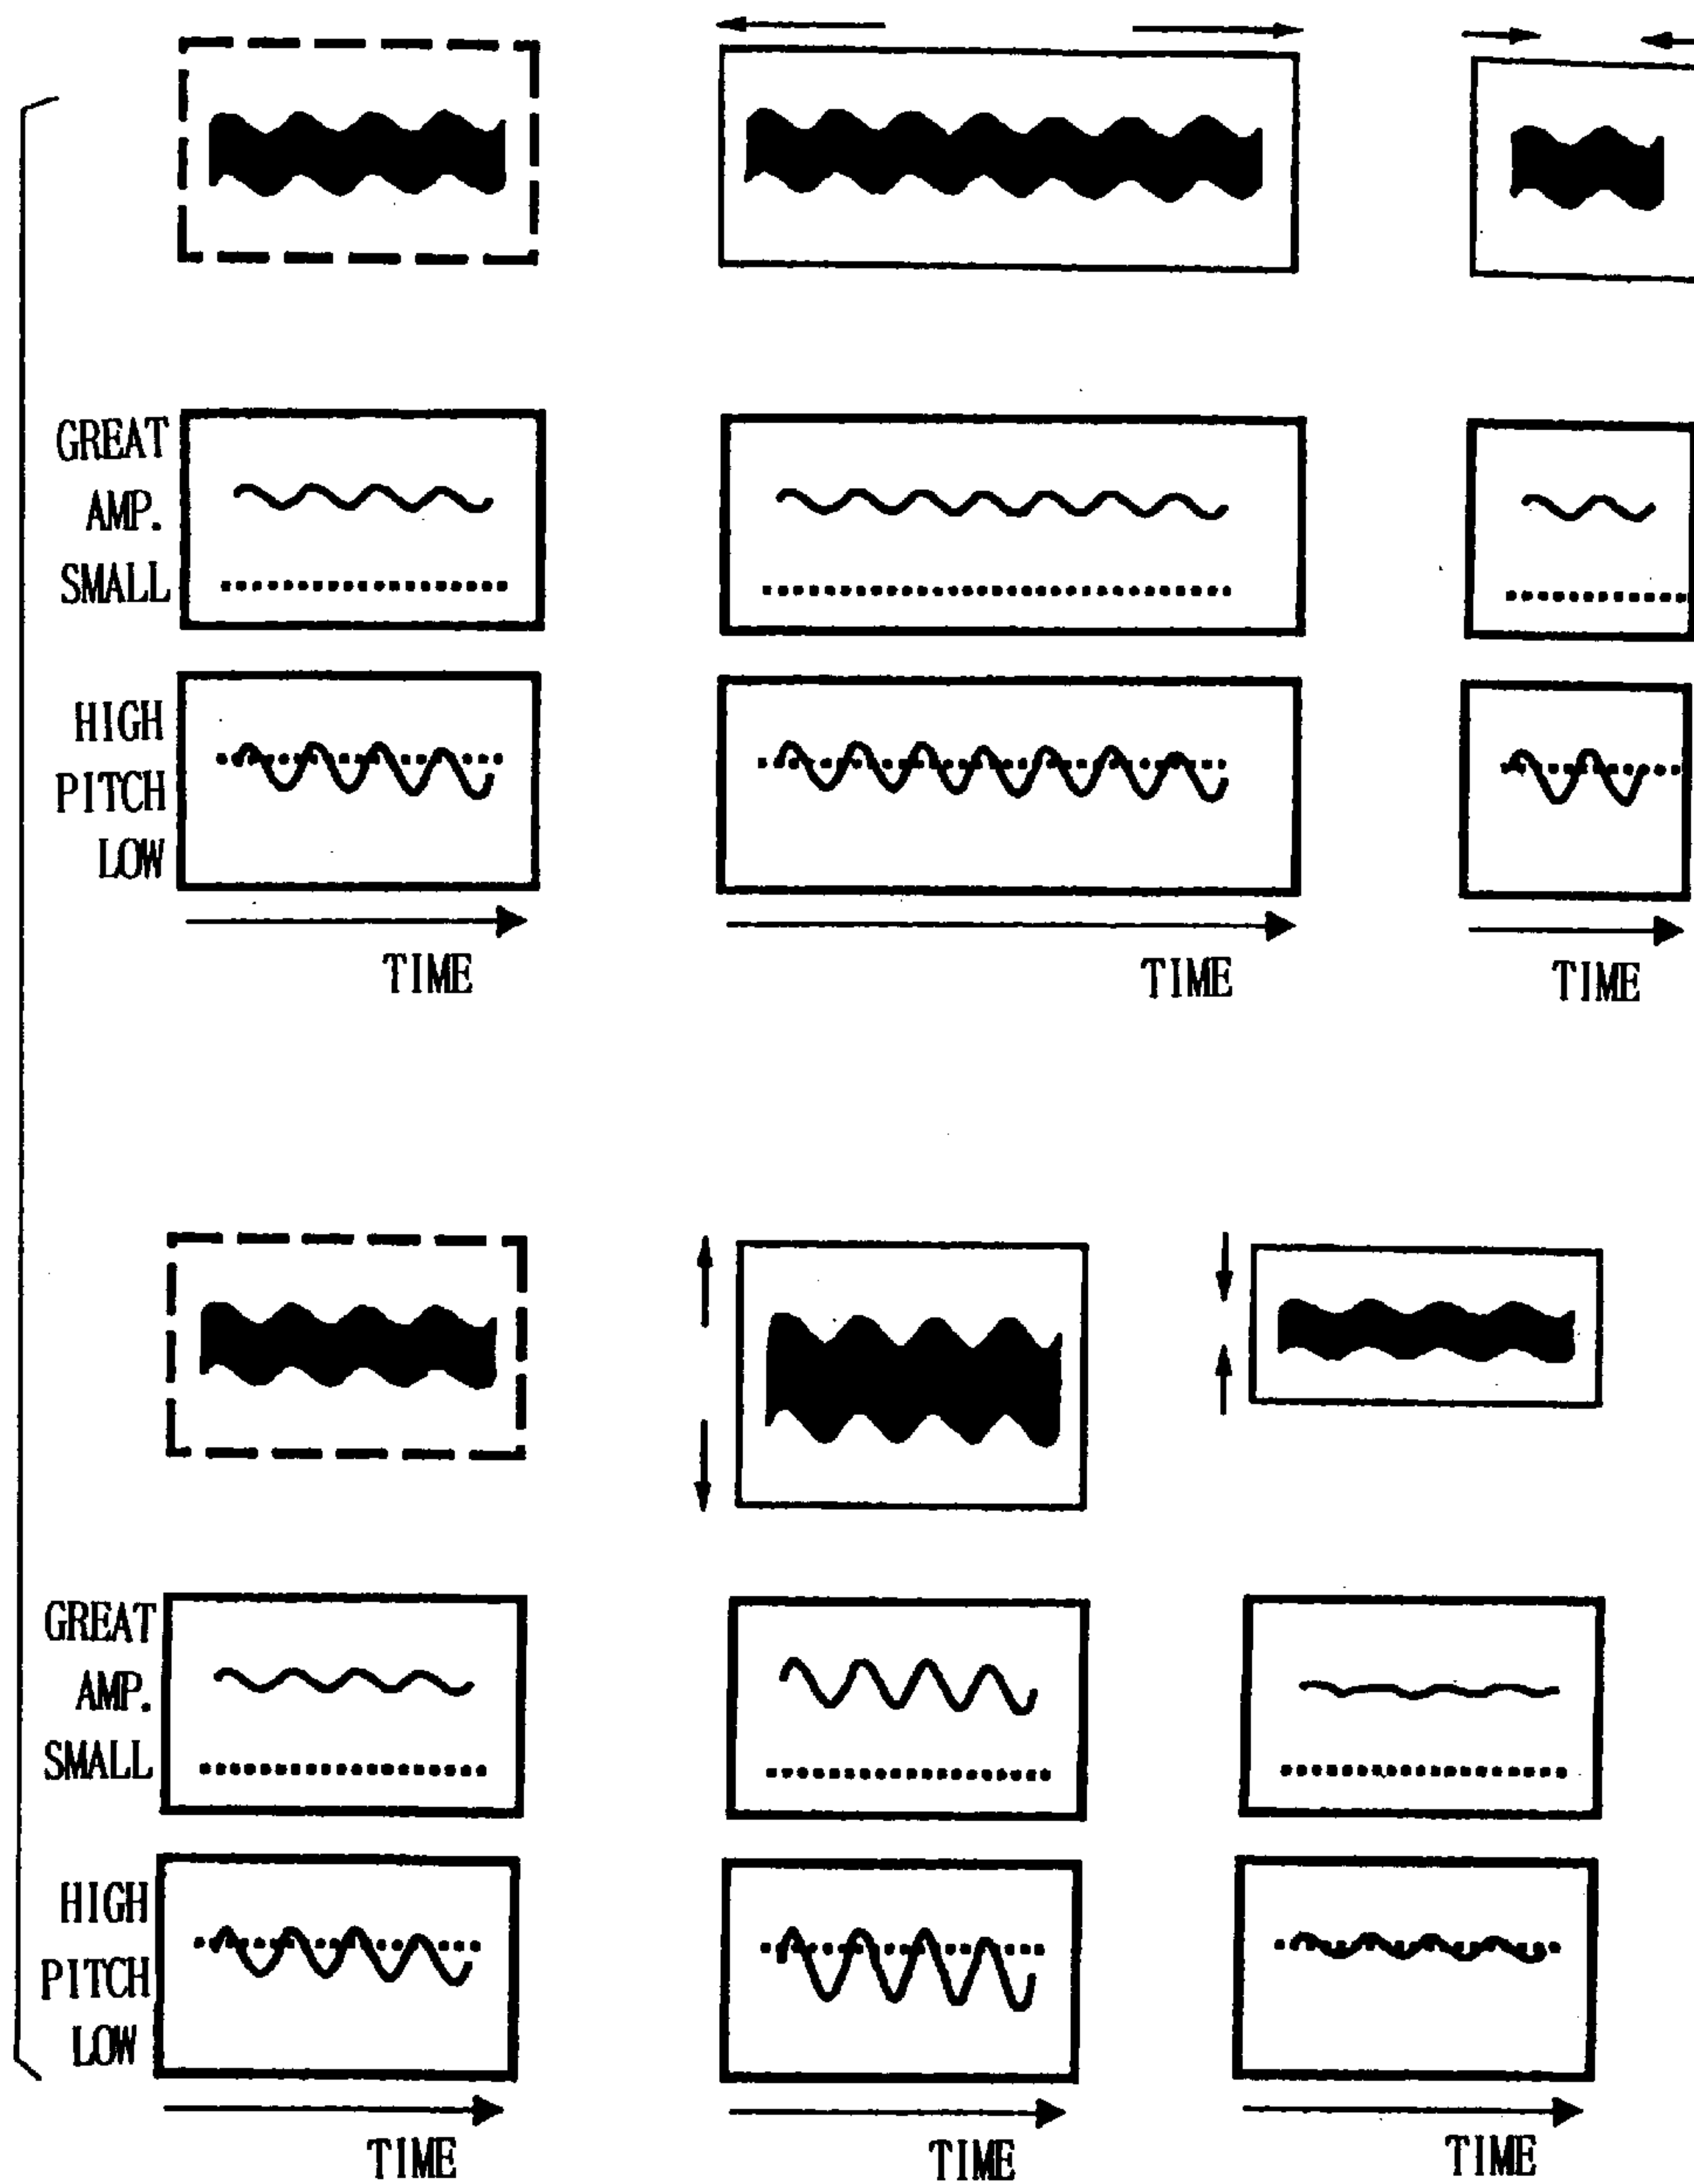 GREAT
AMP.
SMALL
HIGH
PITCH
LOW
TIME TIME TIME
GREAT
AMP.
SMALL
HIGH
PITCH
LOW
TIME TIME TIME